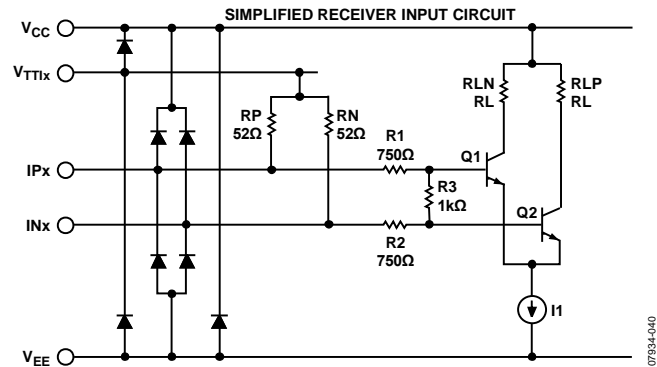 SIMPLIFIED RECEIVER INPUT CIRCUIT
VCC
VTTIx
RLN
RL
RLP
RL
RP
52Ω
RN
52Ω
R1
750Ω
Q1
IPx
R3
1kΩ
Q2
INx
R2
750Ω
I1
VEE
07934-040